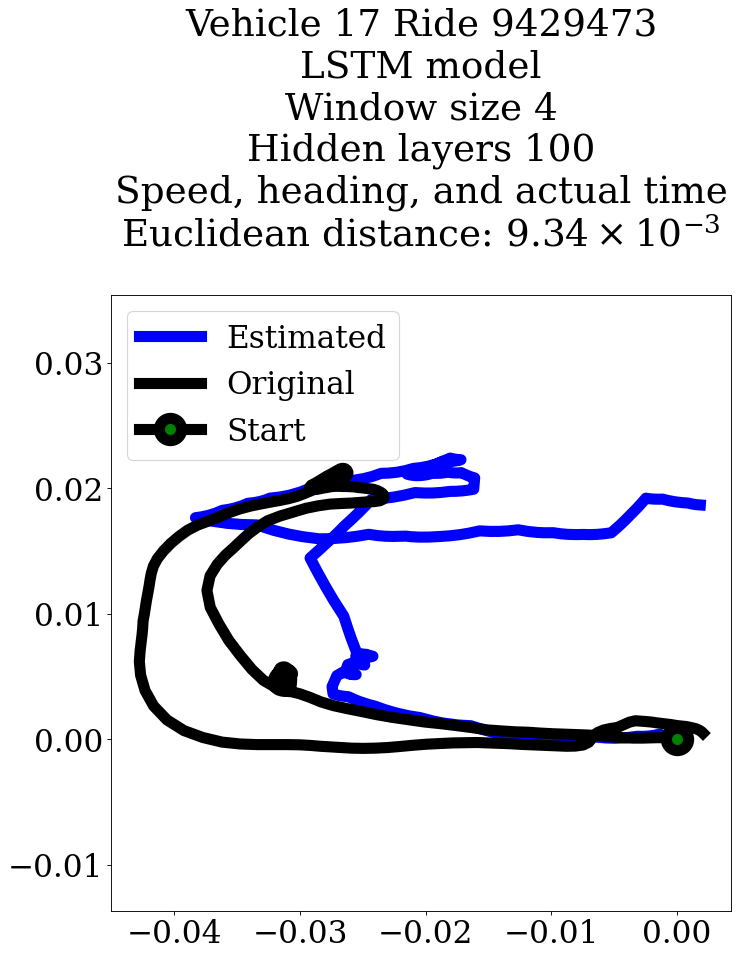 Vehicle 17 Ride 9429473
LSTM model
Window size 4
Hidden layers 100
Speed, heading, and actual time
Euclidean distance: 9.34 × 10⁻³
Estimated
Original
Start
0.03
0.02
0.01
0.00
−0.01
−0.04 −0.03 −0.02 −0.01 0.00